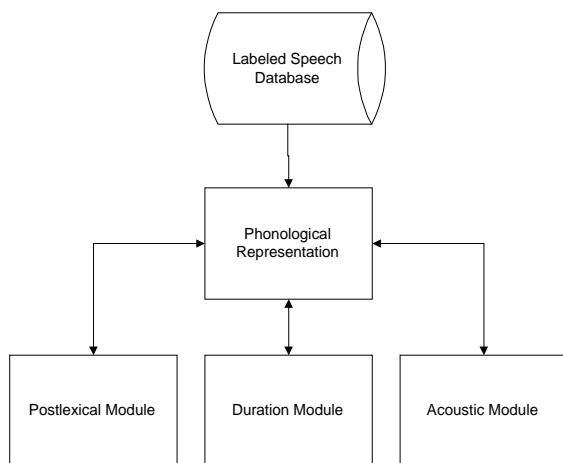 Labeled Speech
Database
Phonological
Representation
Postlexical Module
Duration Module
Acoustic Module